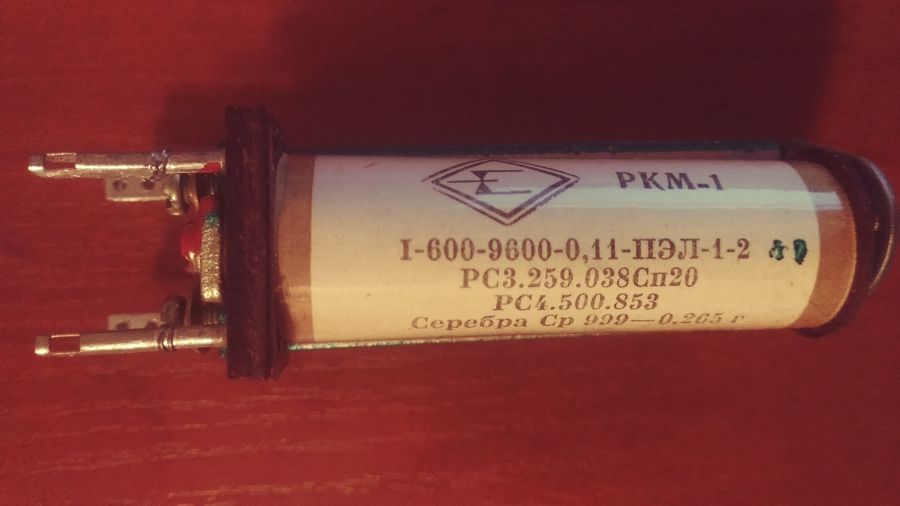 РКМ-1
I-600-9600-0,11-ПЭЛ-1-2
РС3.259.038Сп20
РС4.500.853
Серебра Ср 999—0.265 г